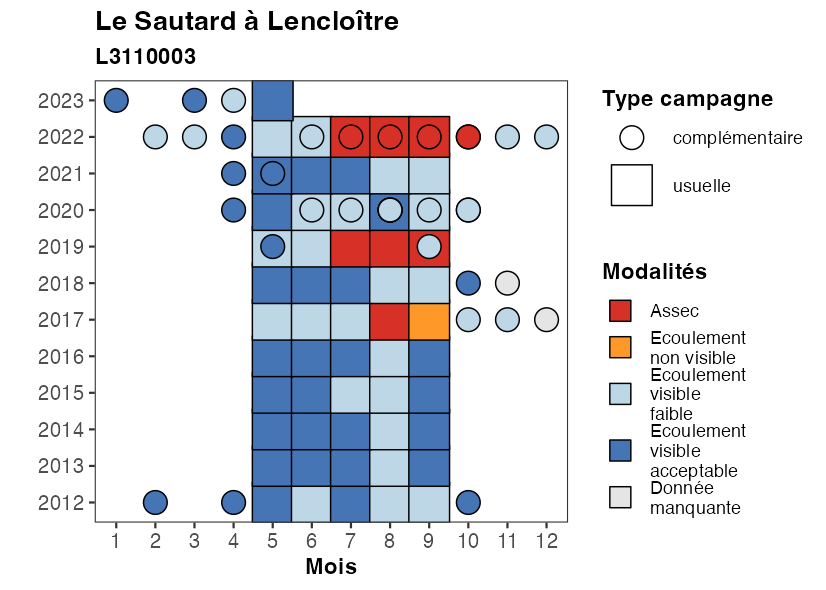 Le Sautard à Lencloître
L3110003
2023
2022
2021
2020
2019
2018
2017
2016
2015
2014
2013
2012
1 2 3 4 5 6 7 8 9 10 11 12
Mois
Type campagne
complémentaire
usuelle
Modalités
Assec
Ecoulement
non visible
Ecoulement
visible
faible
Ecoulement
visible
acceptable
Donnée
manquante